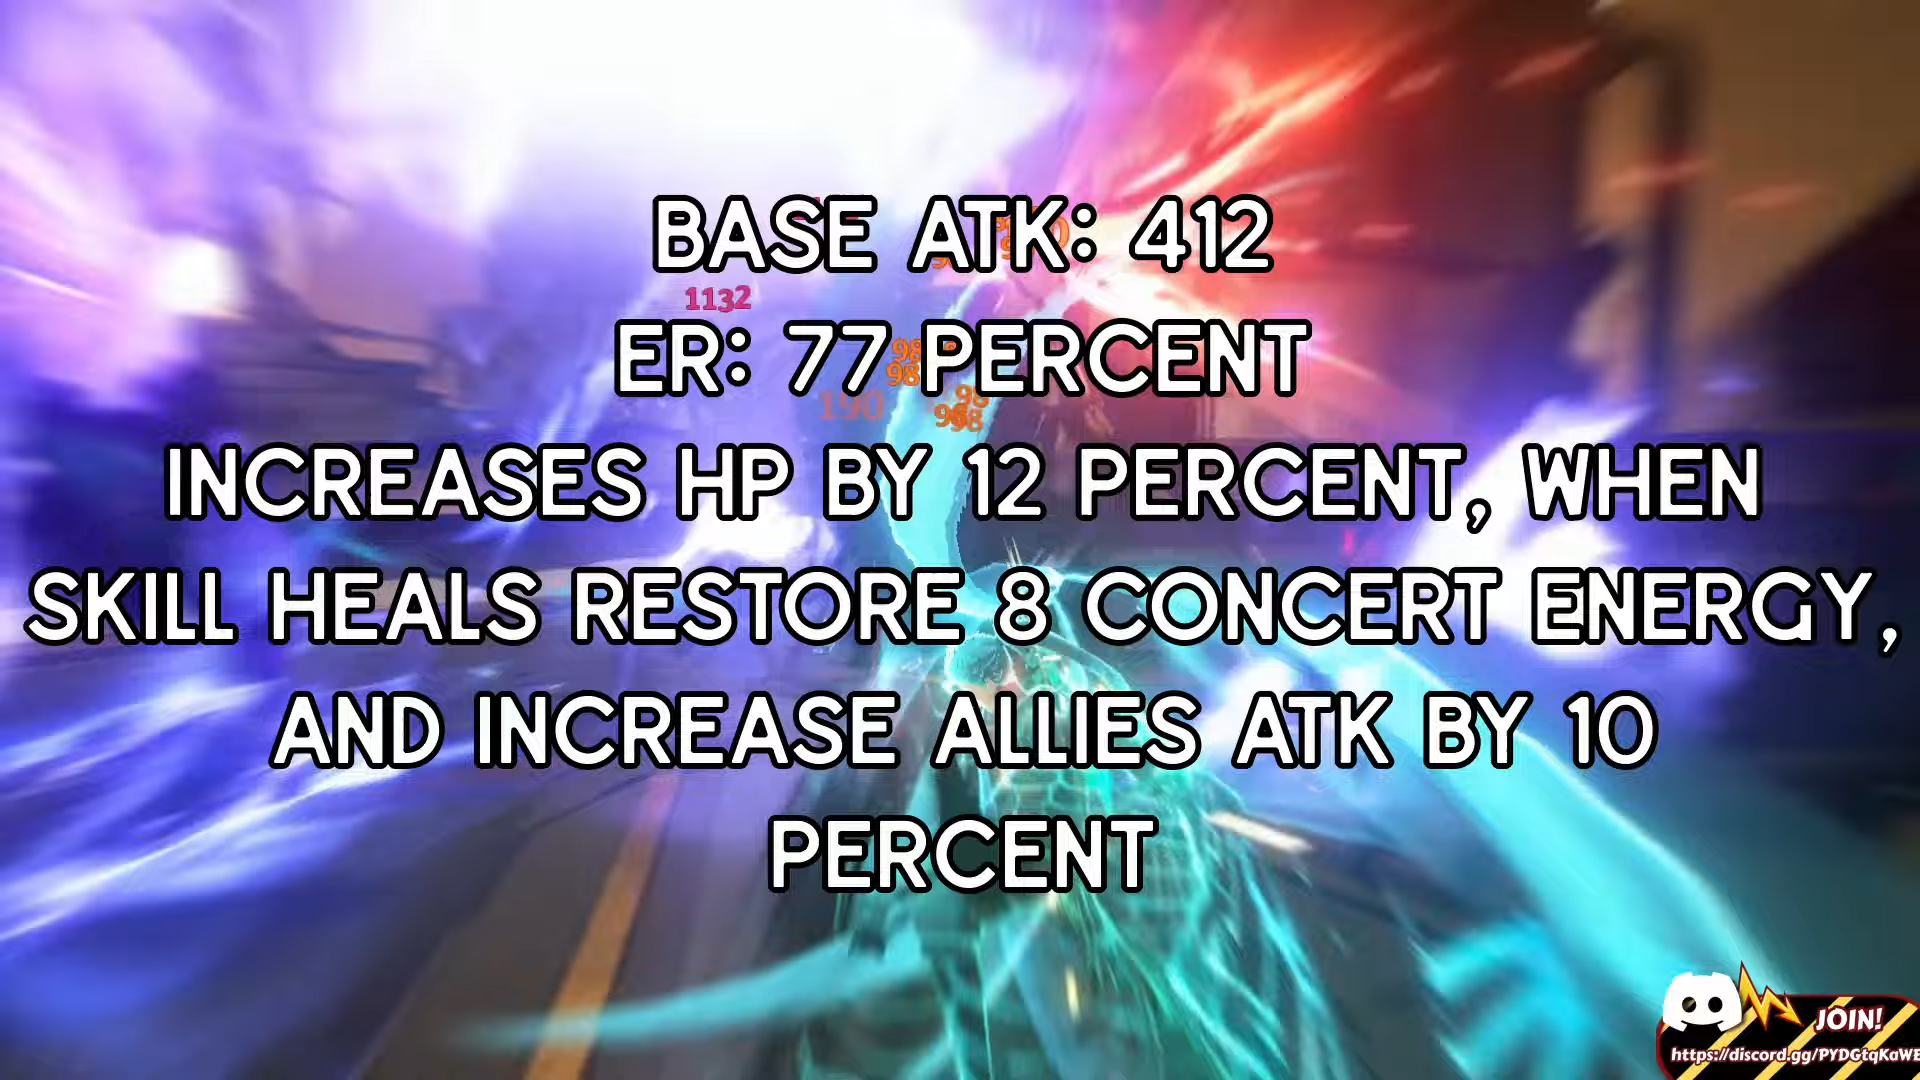 BASE ATK: 412
1132
ER: 77 PERCENT
190
INCREASES HP BY 12 PERCENT, WHEN
SKILL HEALS RESTORE 8 CONCERT ENERGY,
AND INCREASE ALLIES ATK BY 10
PERCENT
JOIN!
https://discord.gg/PYDGtqKaWE